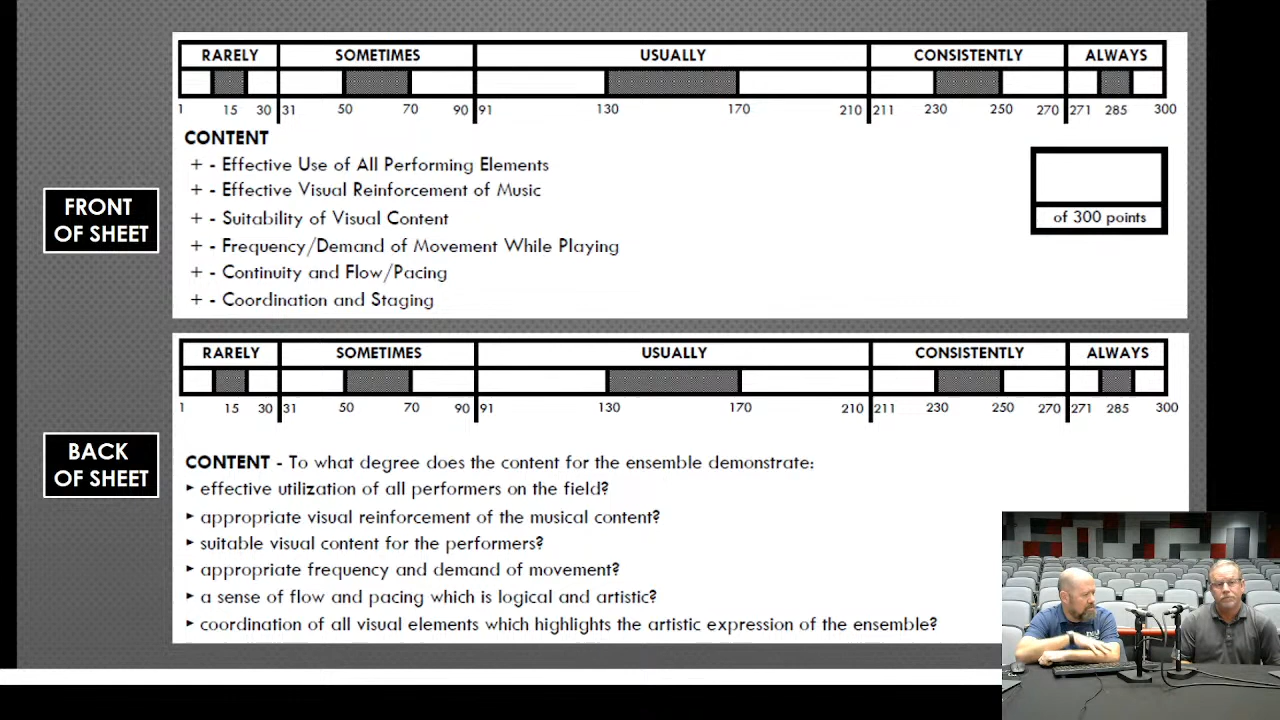 RARELY SOMETIMES USUALLY CONSISTENTLY ALWAYS
1 15 30 31 50 70 90 91 130 170 210 211 230 250 270 271 285 300
CONTENT
+ - Effective Use of All Performing Elements
+ - Effective Visual Reinforcement of Music
+ - Suitability of Visual Content
+ - Frequency/Demand of Movement While Playing
+ - Continuity and Flow/Pacing
+ - Coordination and Staging
of 300 points
FRONT
OF SHEET
RARELY SOMETIMES USUALLY CONSISTENTLY ALWAYS
1 15 30 31 50 70 90 91 130 170 210 211 230 250 270 271 285 300
BACK
OF SHEET
CONTENT - To what degree does the content for the ensemble demonstrate:
▸ effective utilization of all performers on the field?
▸ appropriate visual reinforcement of the musical content?
▸ suitable visual content for the performers?
▸ appropriate frequency and demand of movement?
▸ a sense of flow and pacing which is logical and artistic?
▸ coordination of all visual elements which highlights the artistic expression of the ensemble?